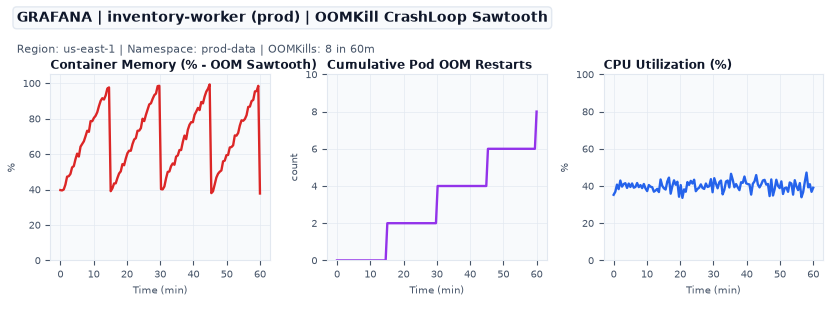 GRAFANA | inventory-worker (prod) | OOMKill CrashLoop Sawtooth
Region: us-east-1 | Namespace: prod-data | OOMKills: 8 in 60m
Container Memory (% - OOM Sawtooth)
100
80
60
40
20
0
%
0 10 20 30 40 50 60
Time (min)
Cumulative Pod OOM Restarts
10
8
6
4
2
0
count
0 10 20 30 40 50 60
Time (min)
CPU Utilization (%)
100
80
60
40
20
0
%
0 10 20 30 40 50 60
Time (min)